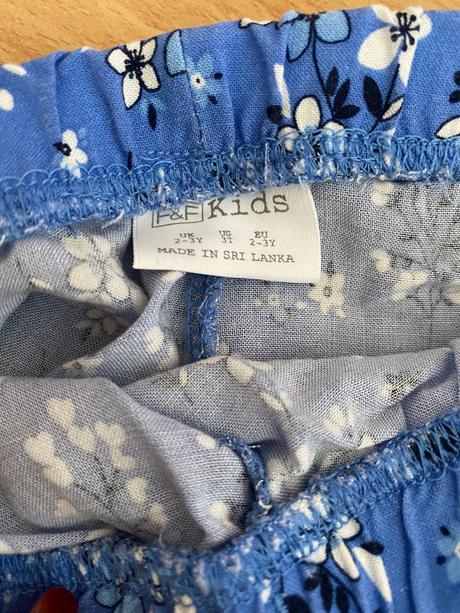 F&F Kids
UK US EU
2-3Y 3T 2-3Y
MADE IN SRI LANKA